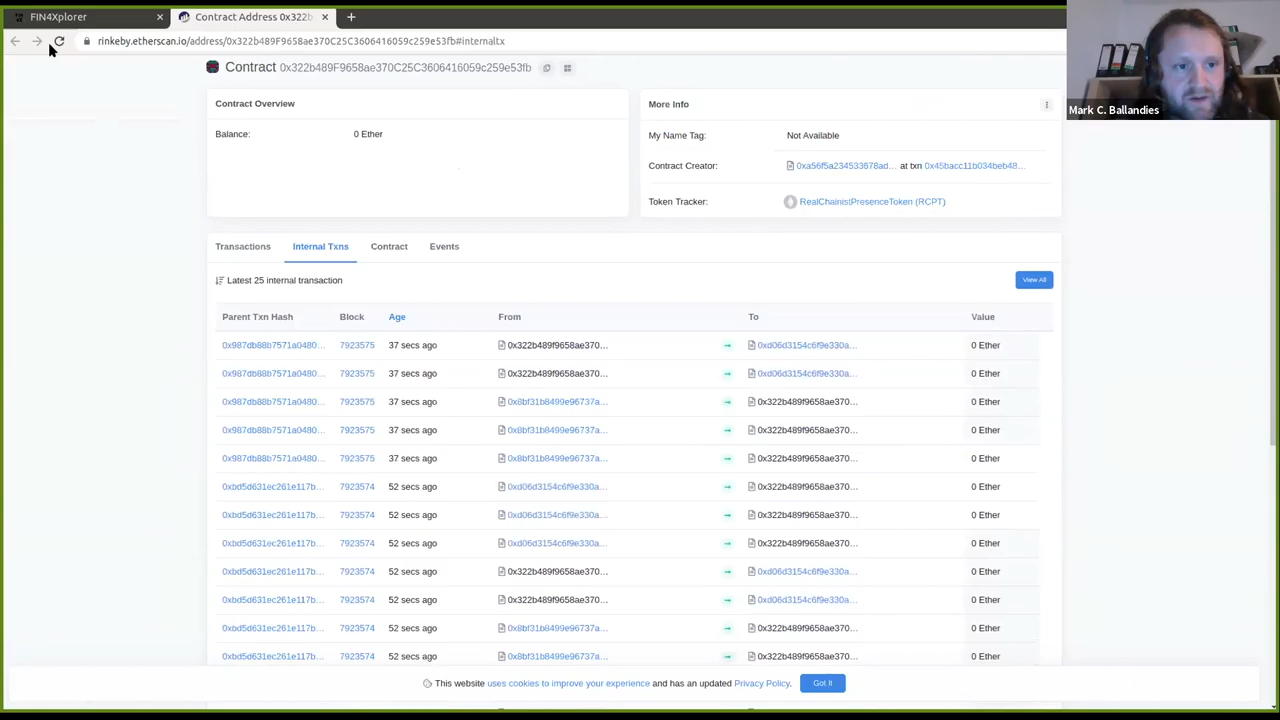 FIN4Xplorer
Contract Address 0x322b
rinkeby.etherscan.io/address/0x322b489F9658ae370C25C3606416059c259e53fb#internaltx
Mark C. Ballandies
Contract 0x322b489F9658ae370C25C3606416059c259e53fb
Contract Overview
Balance: 0 Ether
More Info
My Name Tag: Not Available
Contract Creator: 0xa56f5a234533678ad... at txn 0x45bacc11b034beb48...
Token Tracker: RealChainistPresenceToken (RCPT)
Transactions Internal Txns Contract Events
Latest 25 internal transaction View All
Parent Txn Hash Block Age From To Value
0x987db88b7571a0480... 7923575 37 secs ago 0x322b489f9658ae370... 0xd06d3154c6f9e330a... 0 Ether
0x987db88b7571a0480... 7923575 37 secs ago 0x322b489f9658ae370... 0xd06d3154c6f9e330a... 0 Ether
0x987db88b7571a0480... 7923575 37 secs ago 0x8bf31b8499e96737a... 0x322b489f9658ae370... 0 Ether
0x987db88b7571a0480... 7923575 37 secs ago 0x8bf31b8499e96737a... 0x322b489f9658ae370... 0 Ether
0x987db88b7571a0480... 7923575 37 secs ago 0x8bf31b8499e96737a... 0x322b489f9658ae370... 0 Ether
0xbd5d631ec261e117b... 7923574 52 secs ago 0xd06d3154c6f9e330a... 0x322b489f9658ae370... 0 Ether
0xbd5d631ec261e117b... 7923574 52 secs ago 0xd06d3154c6f9e330a... 0x322b489f9658ae370... 0 Ether
0xbd5d631ec261e117b... 7923574 52 secs ago 0xd06d3154c6f9e330a... 0x322b489f9658ae370... 0 Ether
0xbd5d631ec261e117b... 7923574 52 secs ago 0x322b489f9658ae370... 0xd06d3154c6f9e330a... 0 Ether
0xbd5d631ec261e117b... 7923574 52 secs ago 0x322b489f9658ae370... 0xd06d3154c6f9e330a... 0 Ether
0xbd5d631ec261e117b... 7923574 52 secs ago 0x8bf31b8499e96737a... 0x322b489f9658ae370... 0 Ether
0xbd5d631ec261e117b... 7923574 52 secs ago 0x8bf31b8499e96737a... 0x322b489f9658ae370... 0 Ether
This website uses cookies to improve your experience and has an updated Privacy Policy. Got It